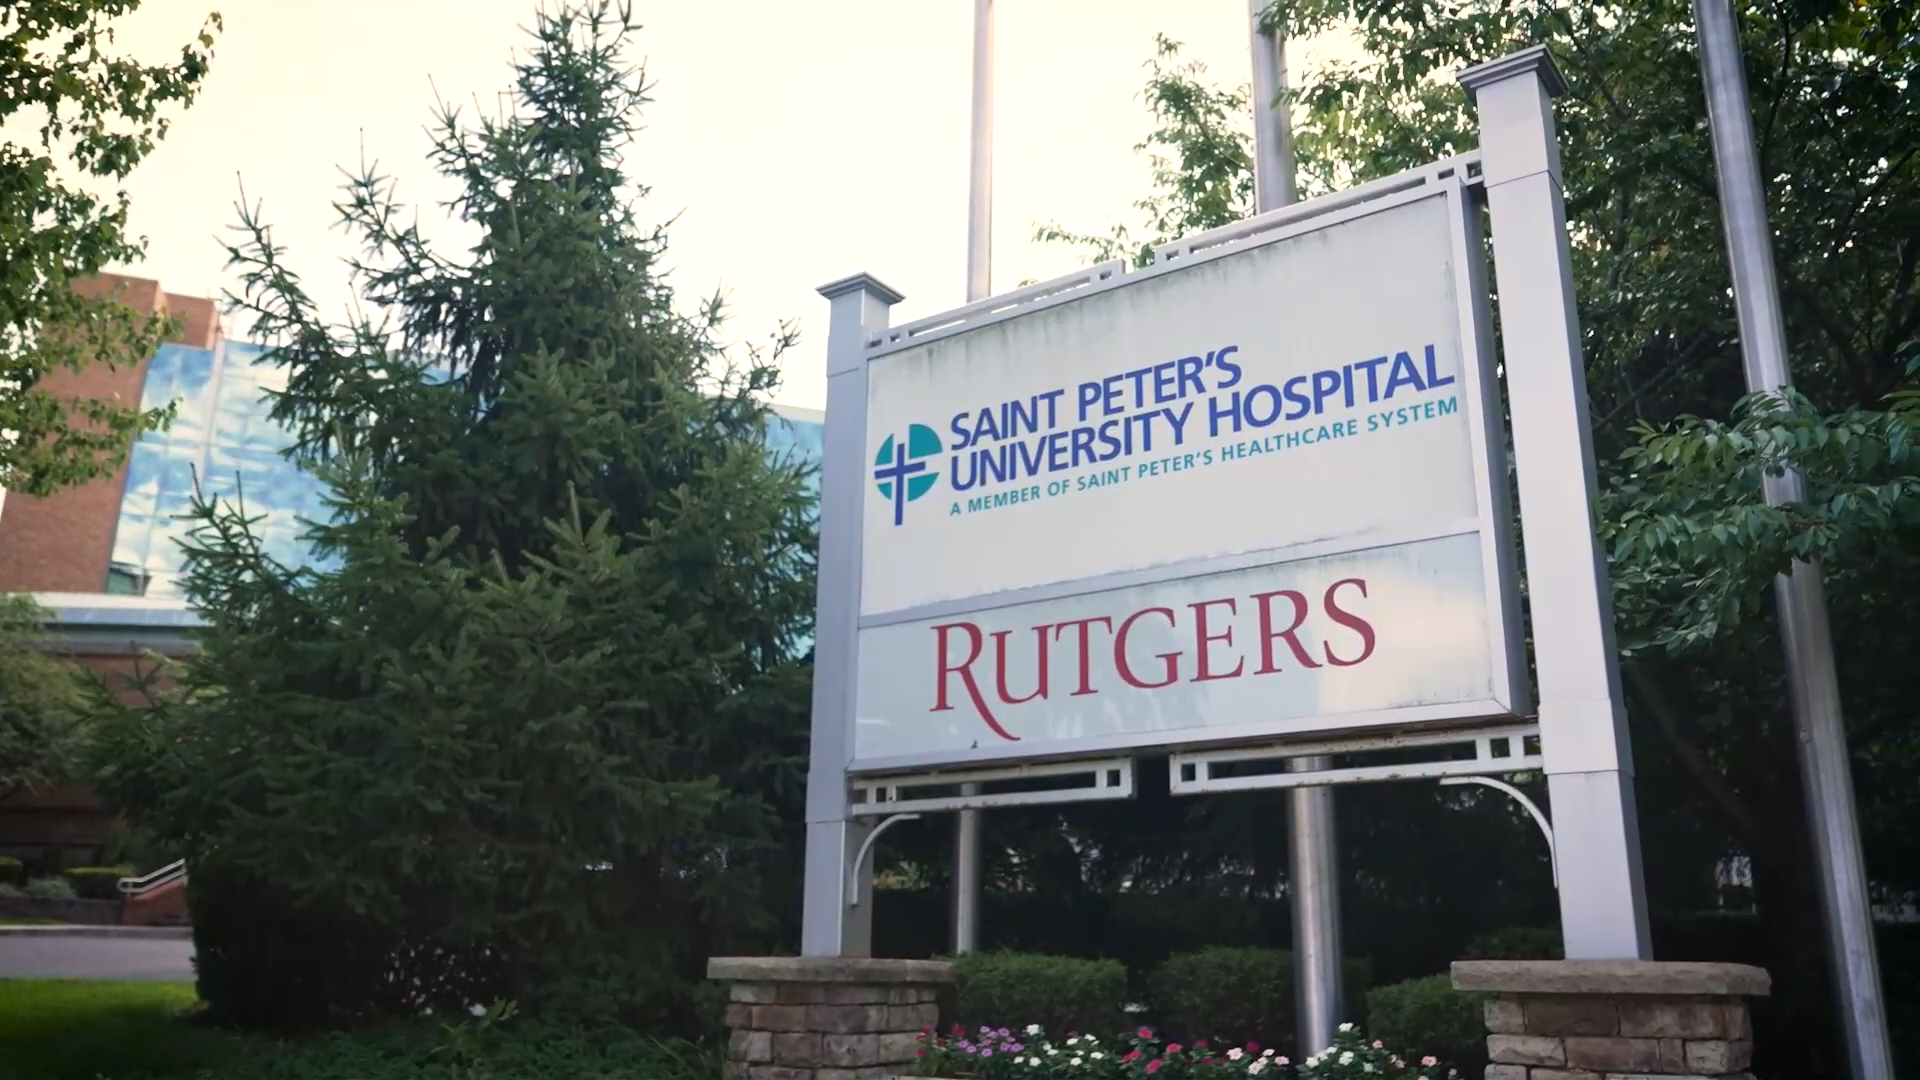 SAINT PETER'S
UNIVERSITY HOSPITAL
A MEMBER OF SAINT PETER'S HEALTHCARE SYSTEM
RUTGERS